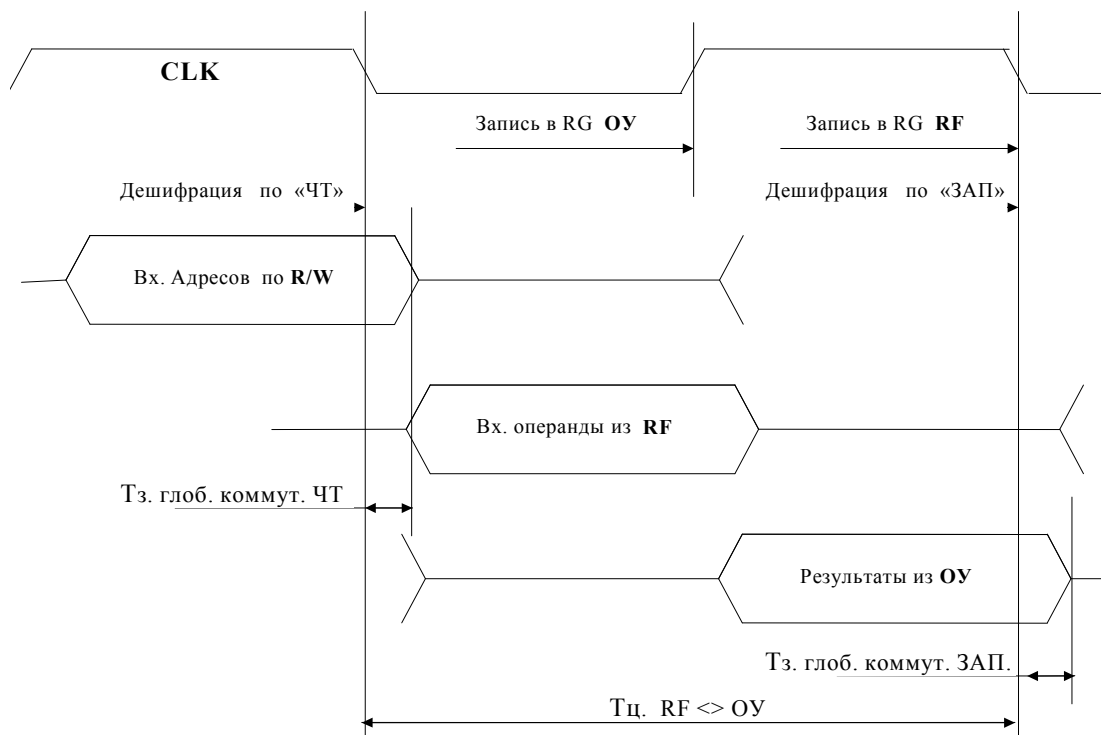 CLK
Запись в RG ОУ
Запись в RG RF
Дешифрация по «ЧТ»
Дешифрация по «ЗАП»
Вх. Адресов по R/W
Вх. операнды из RF
Тз. глоб. коммут. ЧТ
Результаты из ОУ
Тз. глоб. коммут. ЗАП.
Тц. RF <> ОУ